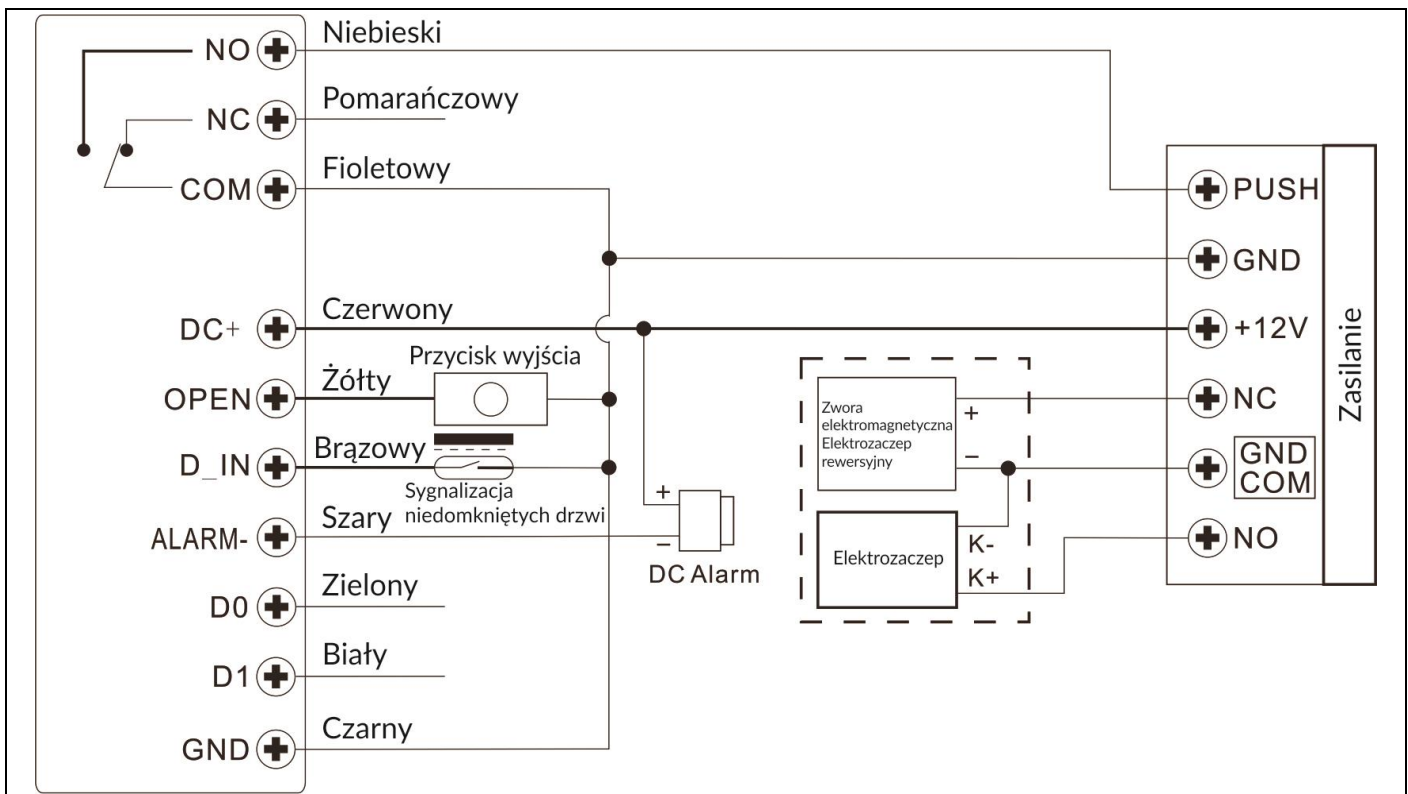 NO
Niebieski
NC
Pomarańczowy
COM
Fioletowy
DC+
Czerwony
Przycisk wyjścia
OPEN
Żółty
D_IN
Brązowy
Sygnalizacja
niedomkniętych drzwi
ALARM-
Szary
+
−
DC Alarm
D0
Zielony
D1
Biały
GND
Czarny
Zwora
elektromagnetyczna
Elektrozaczep
rewersyjny
+
−
Elektrozaczep
K-
K+
PUSH
GND
+12V
NC
GND
COM
NO
Zasilanie